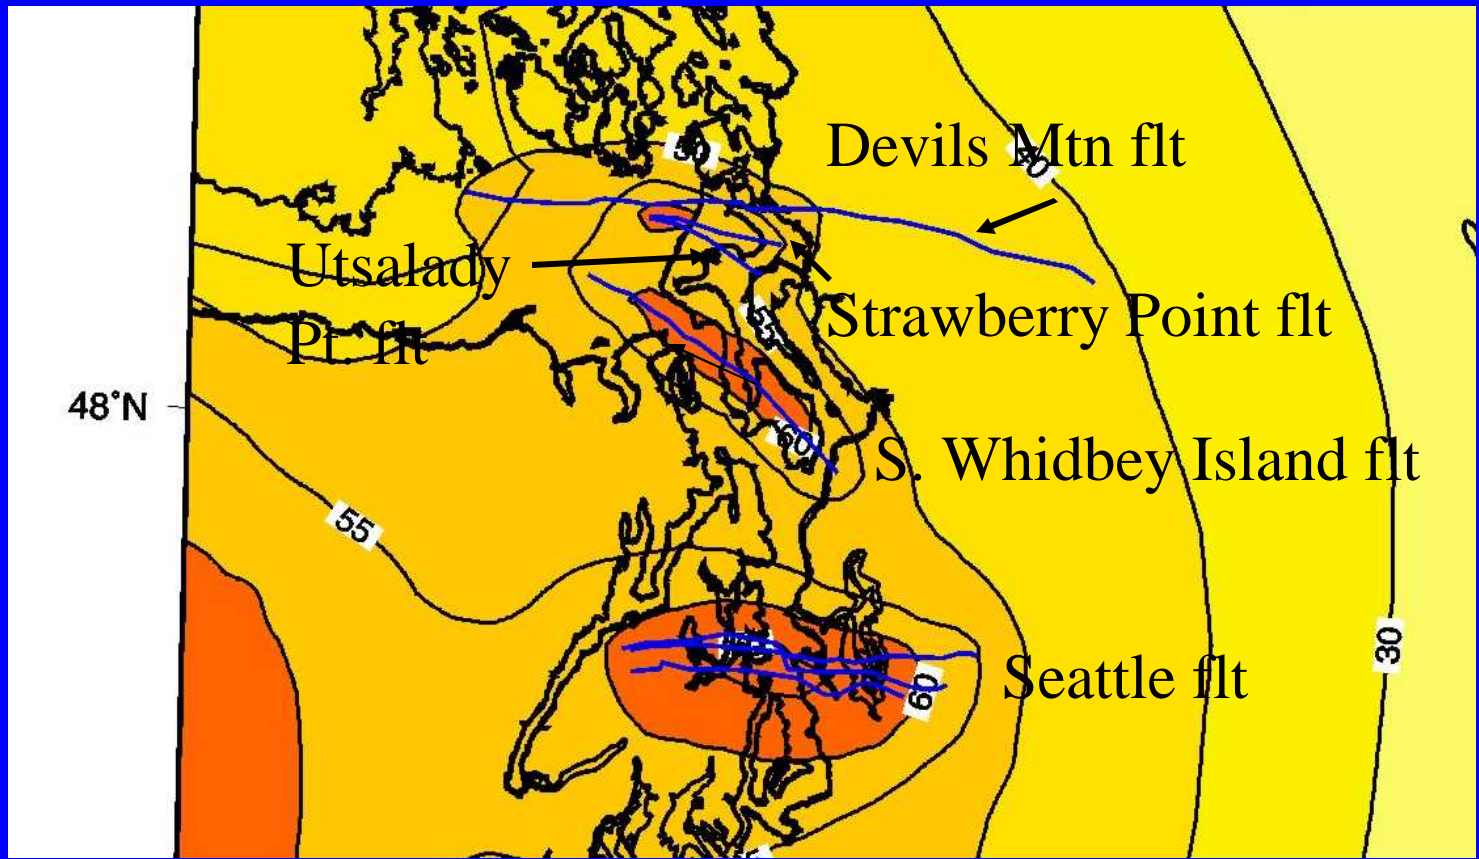 50
Devils Mtn flt
40
Utsalady
Pt. flt
55
Strawberry Point flt
48°N
60
S. Whidbey Island flt
55
30
Seattle flt
60